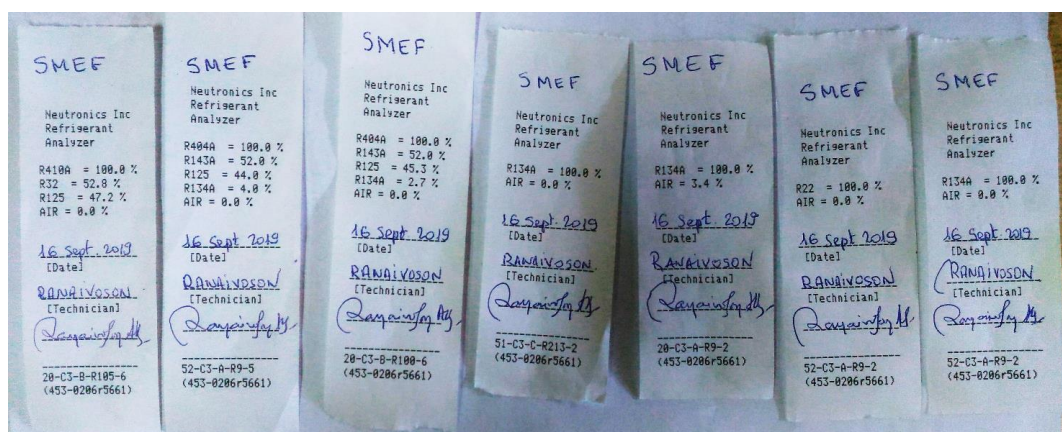 SMEF
Neutronics Inc
Refrigerant
Analyzer
R410A = 100.0 %
R32 = 52.8 %
R125 = 47.2 %
AIR = 0.0 %
16 Sept. 2019
[Date]
RANAIVOSON
[Technician]
20-C3-B-R105-6
(453-0206r5661)
SMEF
Neutronics Inc
Refrigerant
Analyzer
R404A = 100.0 %
R143A = 52.0 %
R125 = 44.0 %
R134A = 4.0 %
AIR = 0.0 %
16 Sept. 2019
[Date]
RANAIVOSON
[Technician]
52-C3-A-R9-5
(453-0206r5661)
SMEF
Neutronics Inc
Refrigerant
Analyzer
R404A = 100.0 %
R143A = 52.0 %
R125 = 45.3 %
R134A = 2.7 %
AIR = 0.0 %
16 Sept. 2019
[Date]
RANAIVOSON
[Technician]
20-C3-B-R100-6
(453-0206r5661)
SMEF
Neutronics Inc
Refrigerant
Analyzer
R134A = 100.0 %
AIR = 0.0 %
16 Sept. 2019
[Date]
RANAIVOSON
[Technician]
51-C3-C-R213-2
(453-0206r5661)
SMEF
Neutronics Inc
Refrigerant
Analyzer
R134A = 100.0 %
AIR = 3.4 %
16 Sept. 2019
[Date]
RANAIVOSON
[Technician]
20-C3-A-R9-2
(453-0206r5661)
SMEF
Neutronics Inc
Refrigerant
Analyzer
R22 = 100.0 %
AIR = 0.0 %
16 Sept 2019
[Date]
RANAIVOSON
[Technician]
52-C3-A-R9-2
(453-0206r5661)
SMEF
Neutronics Inc
Refrigerant
Analyzer
R134A = 100.0 %
AIR = 0.0 %
16 Sept. 2019
[Date]
RANAIVOSON
[Technician]
52-C3-A-R9-2
(453-0206r5661)